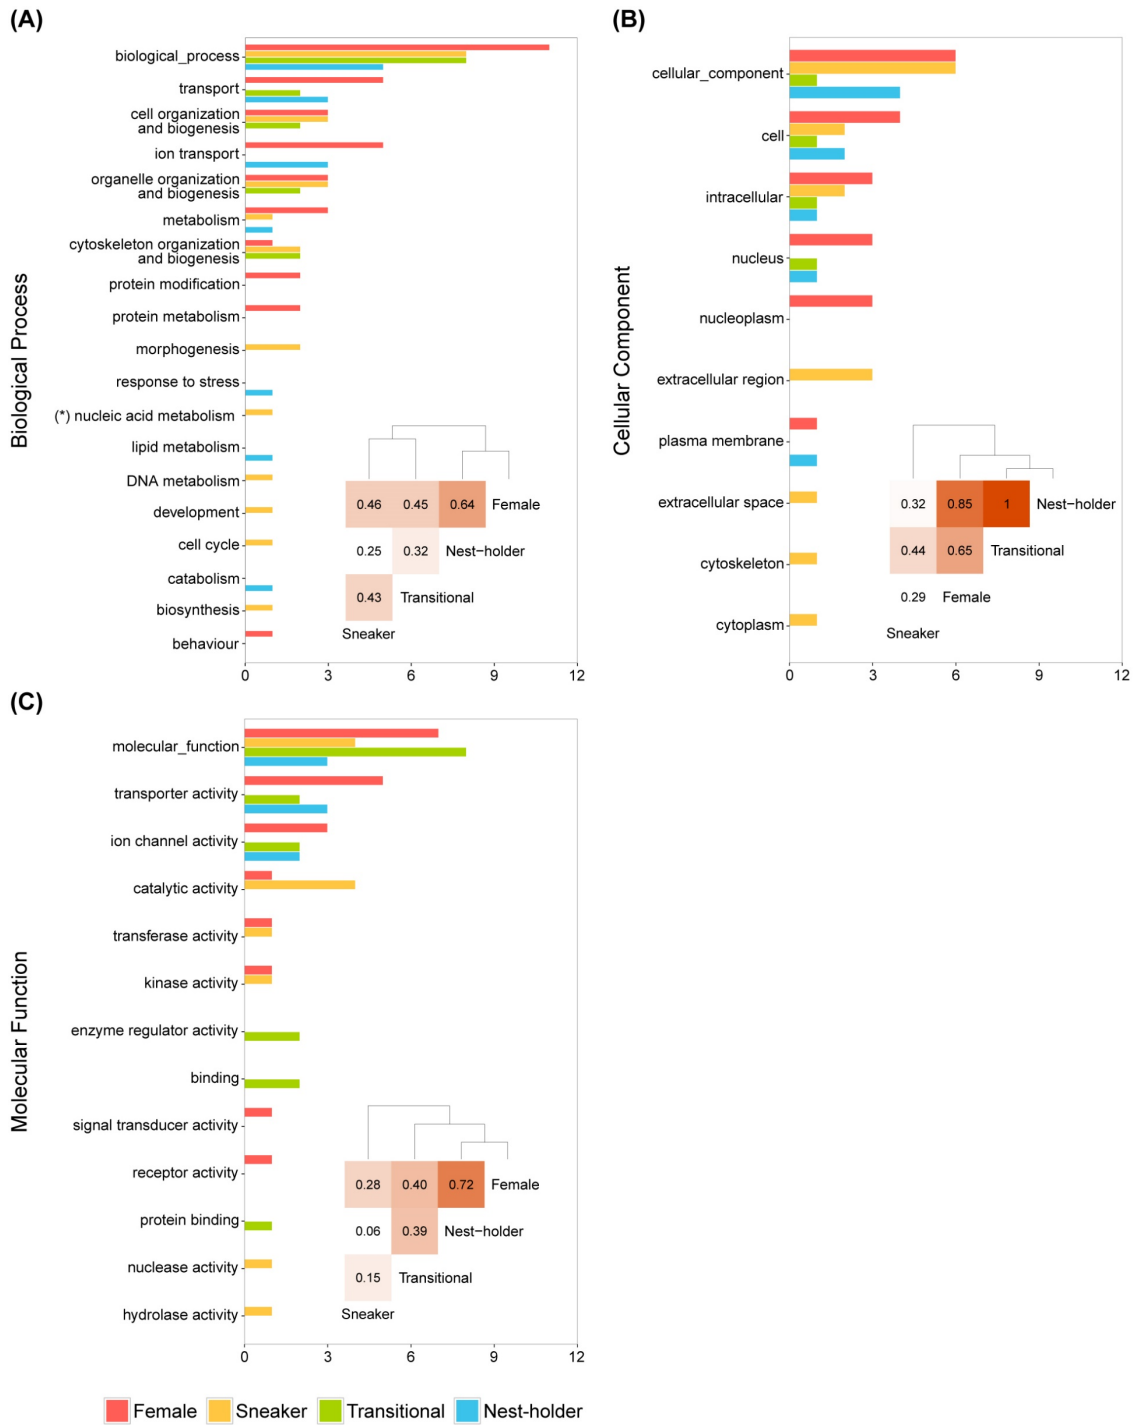 (A)
Biological Process
biological_process
transport
cell organization
and biogenesis
ion transport
organelle organization
and biogenesis
metabolism
cytoskeleton organization
and biogenesis
protein modification
protein metabolism
morphogenesis
response to stress
(*) nucleic acid metabolism
lipid metabolism
DNA metabolism
development
cell cycle
catabolism
biosynthesis
behaviour
0 3 6 9 12
0.46 0.45 0.64 Female
0.25 0.32 Nest-holder
0.43 Transitional
Sneaker
(B)
Cellular Component
cellular_component
cell
intracellular
nucleus
nucleoplasm
extracellular region
plasma membrane
extracellular space
cytoskeleton
cytoplasm
0 3 6 9 12
0.32 0.85 1 Nest-holder
0.44 0.65 Transitional
0.29 Female
Sneaker
(C)
Molecular Function
molecular_function
transporter activity
ion channel activity
catalytic activity
transferase activity
kinase activity
enzyme regulator activity
binding
signal transducer activity
receptor activity
protein binding
nuclease activity
hydrolase activity
0 3 6 9 12
0.28 0.40 0.72 Female
0.06 0.39 Nest-holder
0.15 Transitional
Sneaker
Female Sneaker Transitional Nest-holder